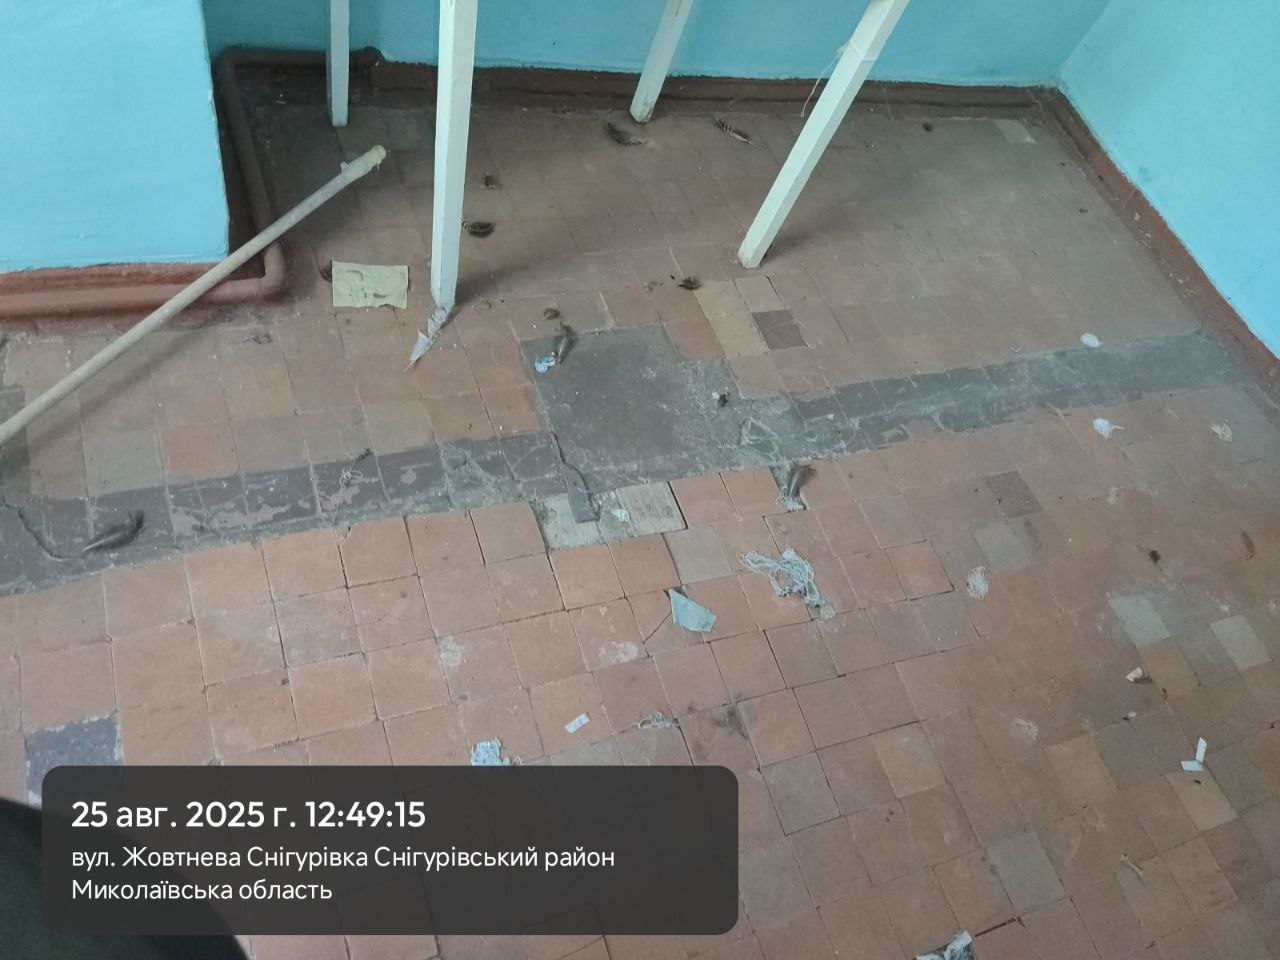 25 авг. 2025 г. 12:49:15
вул. Жовтнева Снігурівка Снігурівський район
Миколаївська область